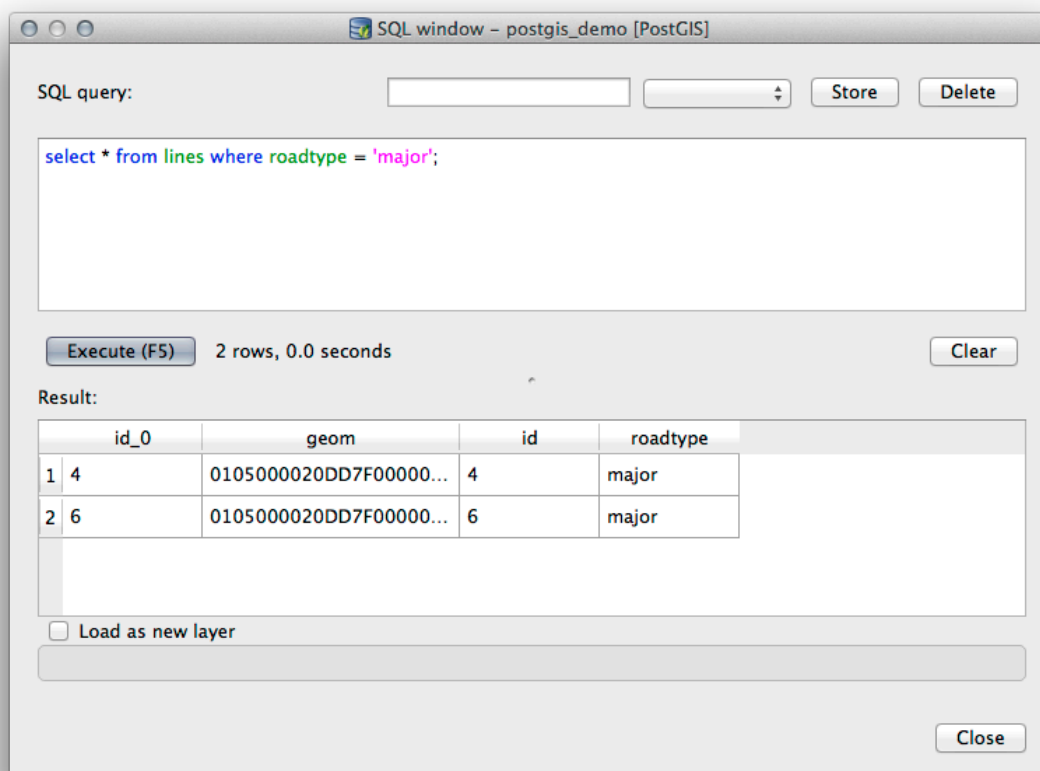 SQL window – postgis_demo [PostGIS]
SQL query:
Store
Delete
select * from lines where roadtype = 'major';
Execute (F5)
2 rows, 0.0 seconds
Clear
Result:
id_0 geom id roadtype
1 4 0105000020DD7F00000... 4 major
2 6 0105000020DD7F00000... 6 major
Load as new layer
Close